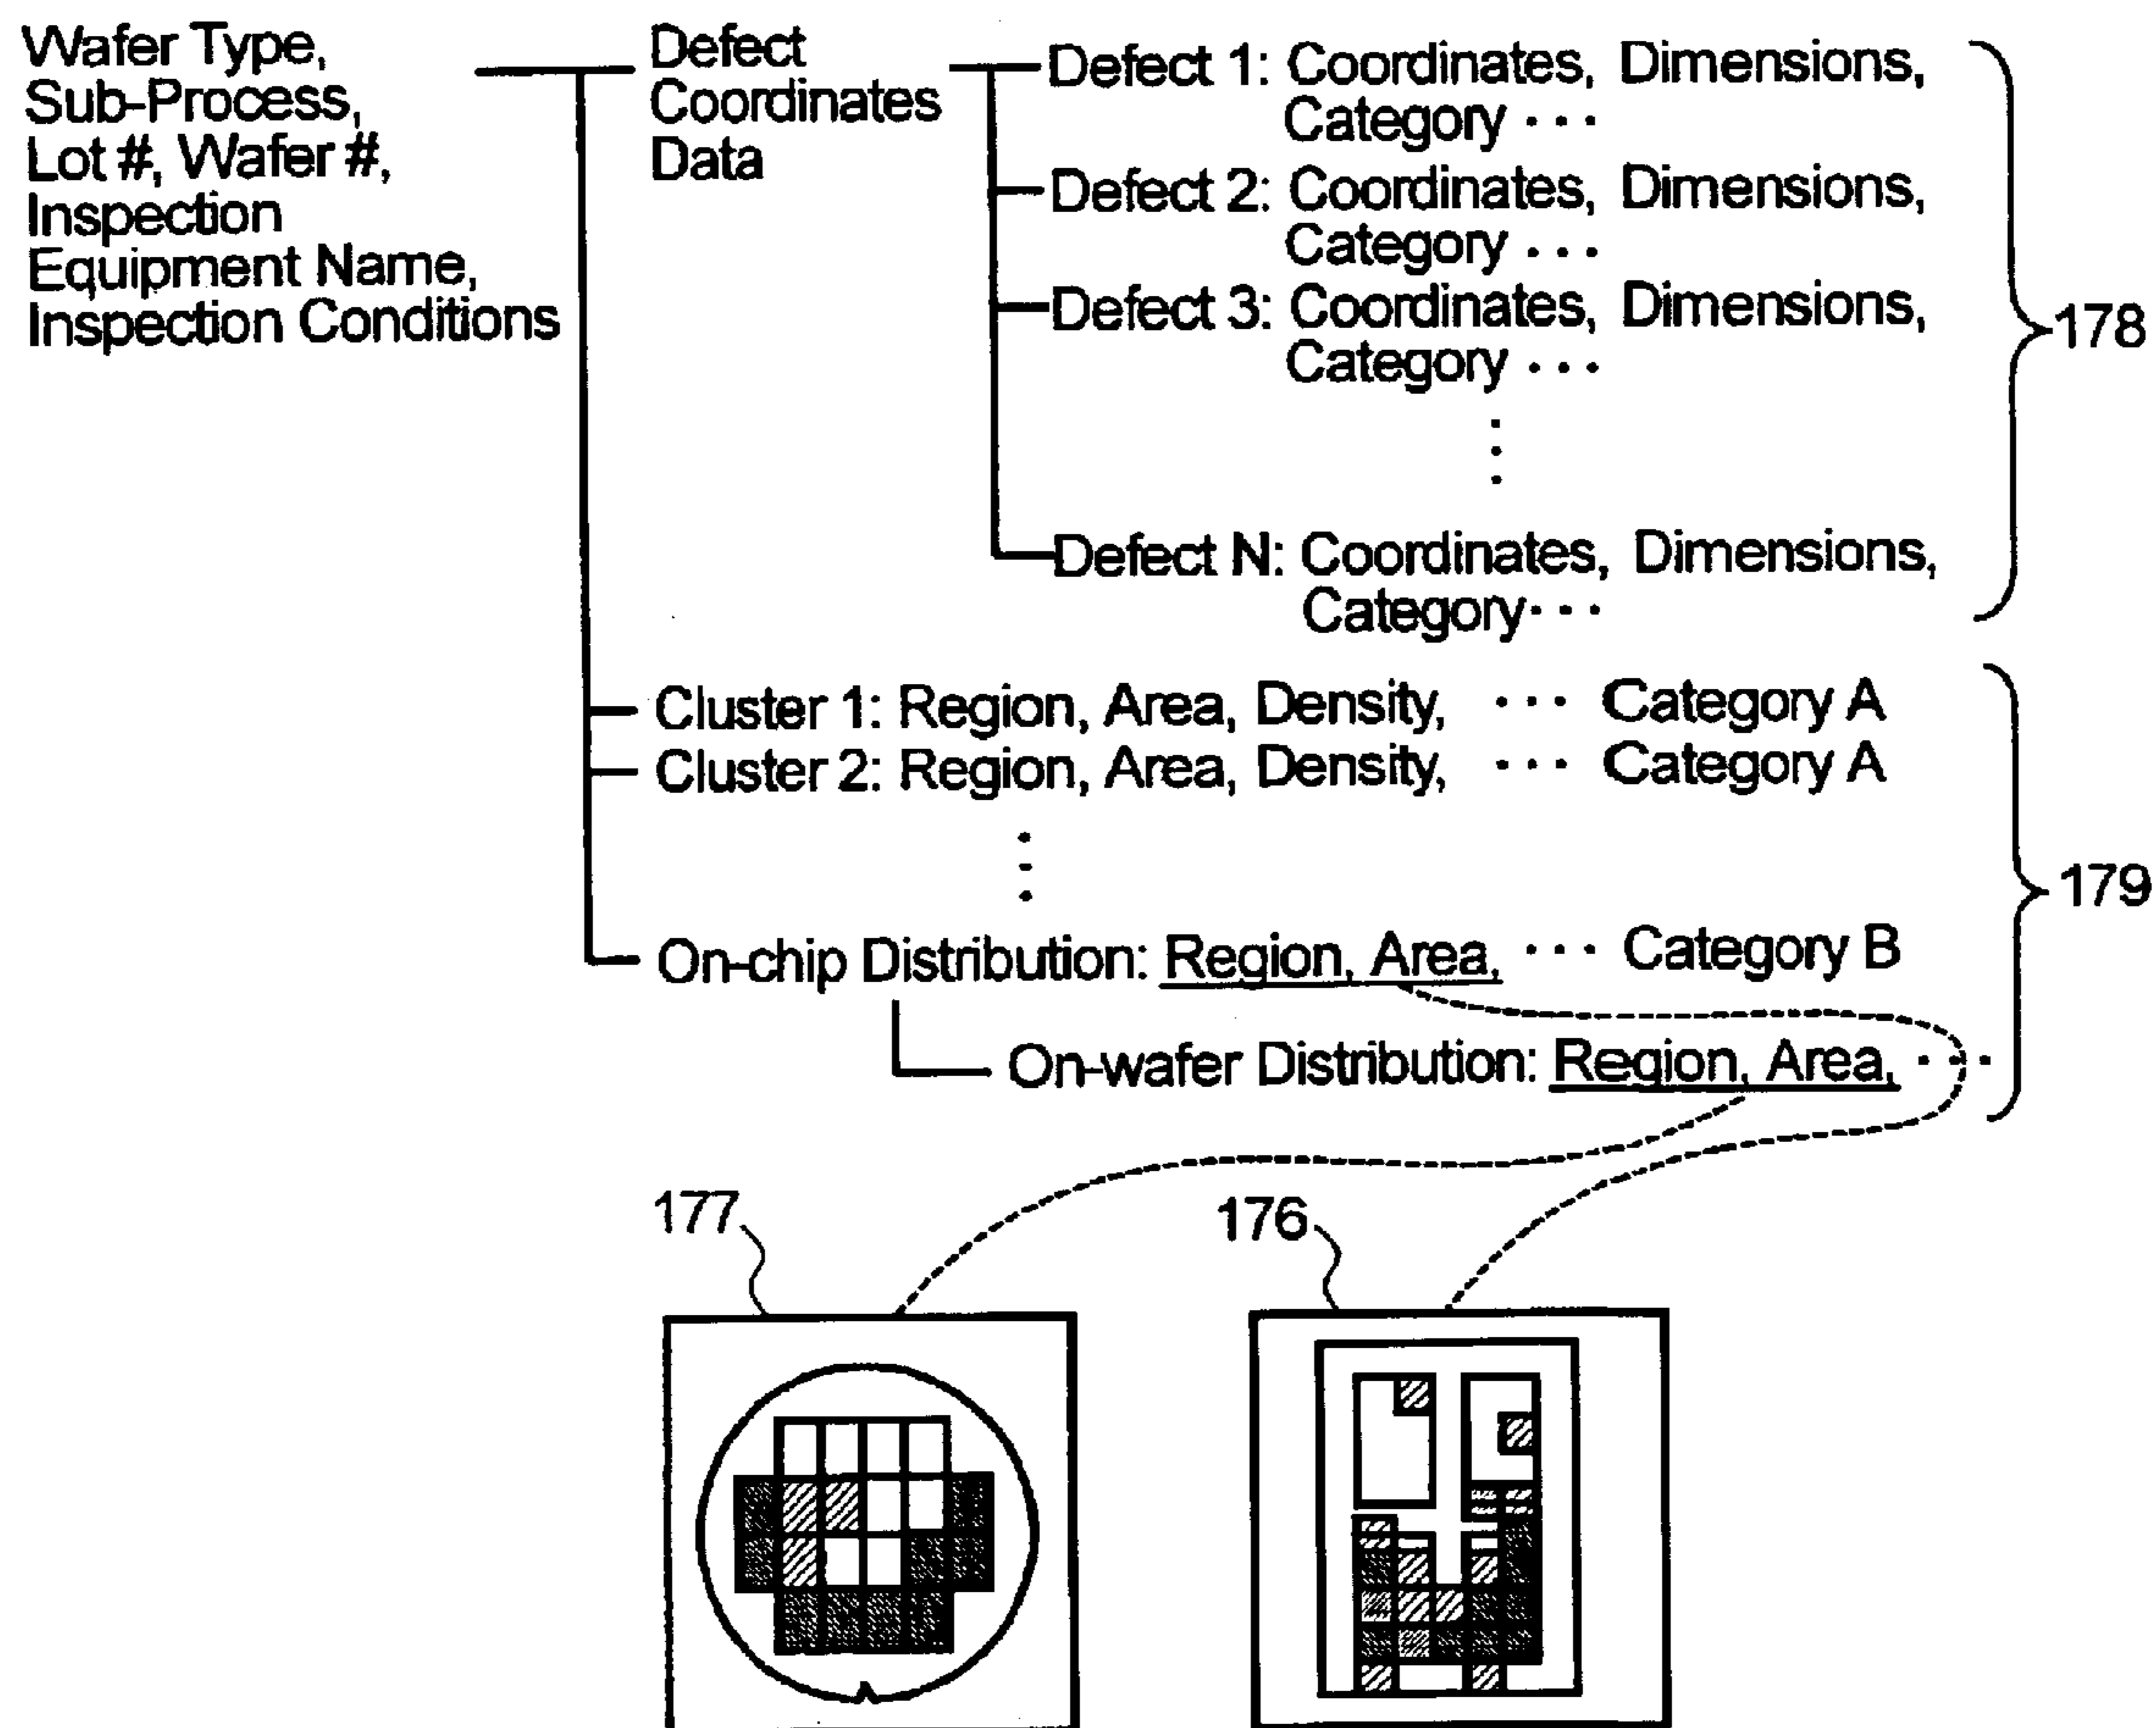 Wafer Type,
Sub-Process,
Lot #, Wafer #,
Inspection
Equipment Name,
Inspection Conditions
Defect
Coordinates
Data
Defect 1: Coordinates, Dimensions,
Category ···
Defect 2: Coordinates, Dimensions,
Category ···
Defect 3: Coordinates, Dimensions,
Category ···
Defect N: Coordinates, Dimensions,
Category ···
178
Cluster 1: Region, Area, Density, ··· Category A
Cluster 2: Region, Area, Density, ··· Category A
On-chip Distribution: Region, Area, ··· Category B
On-wafer Distribution: Region, Area, ···
179
177
176